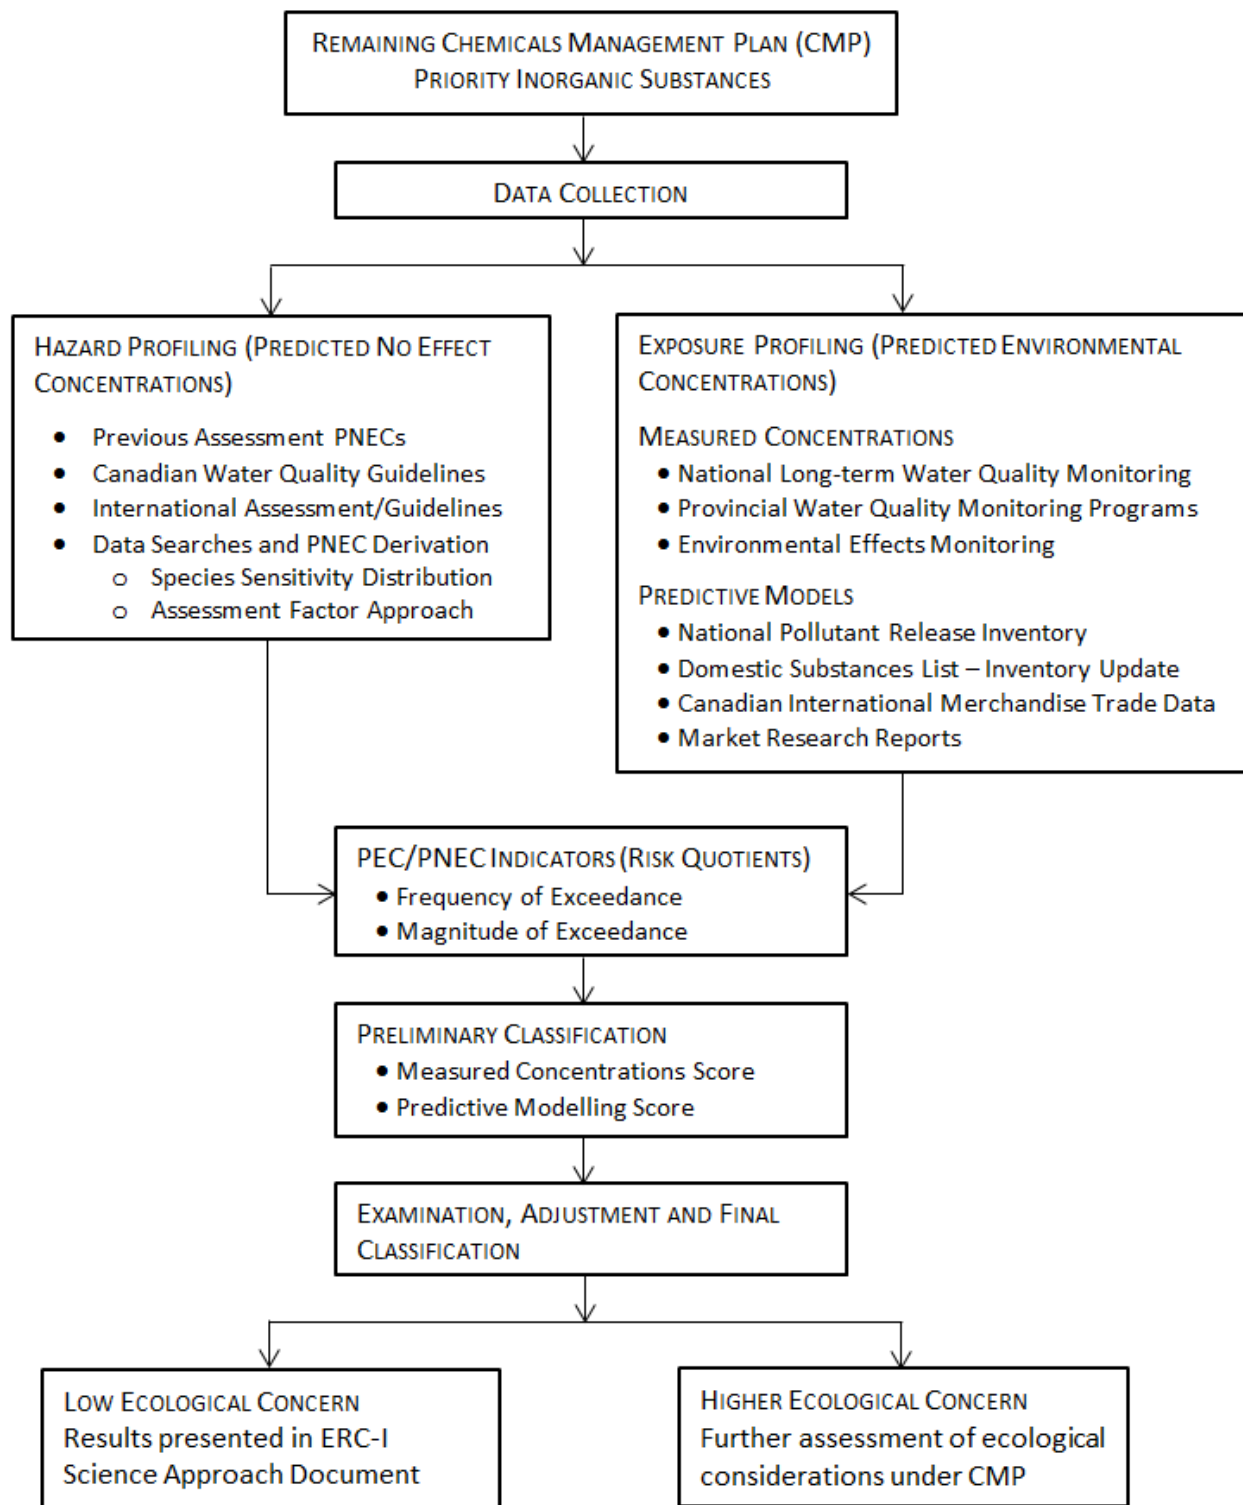 REMAINING CHEMICALS MANAGEMENT PLAN (CMP)
PRIORITY INORGANIC SUBSTANCES
DATA COLLECTION
HAZARD PROFILING (PREDICTED NO EFFECT
CONCENTRATIONS)
• Previous Assessment PNECs
• Canadian Water Quality Guidelines
• International Assessment/Guidelines
• Data Searches and PNEC Derivation
o Species Sensitivity Distribution
o Assessment Factor Approach
EXPOSURE PROFILING (PREDICTED ENVIRONMENTAL
CONCENTRATIONS)
MEASURED CONCENTRATIONS
• National Long-term Water Quality Monitoring
• Provincial Water Quality Monitoring Programs
• Environmental Effects Monitoring
PREDICTIVE MODELS
• National Pollutant Release Inventory
• Domestic Substances List – Inventory Update
• Canadian International Merchandise Trade Data
• Market Research Reports
PEC/PNEC INDICATORS (RISK QUOTIENTS)
• Frequency of Exceedance
• Magnitude of Exceedance
PRELIMINARY CLASSIFICATION
• Measured Concentrations Score
• Predictive Modelling Score
EXAMINATION, ADJUSTMENT AND FINAL
CLASSIFICATION
LOW ECOLOGICAL CONCERN
Results presented in ERC-I
Science Approach Document
HIGHER ECOLOGICAL CONCERN
Further assessment of ecological
considerations under CMP